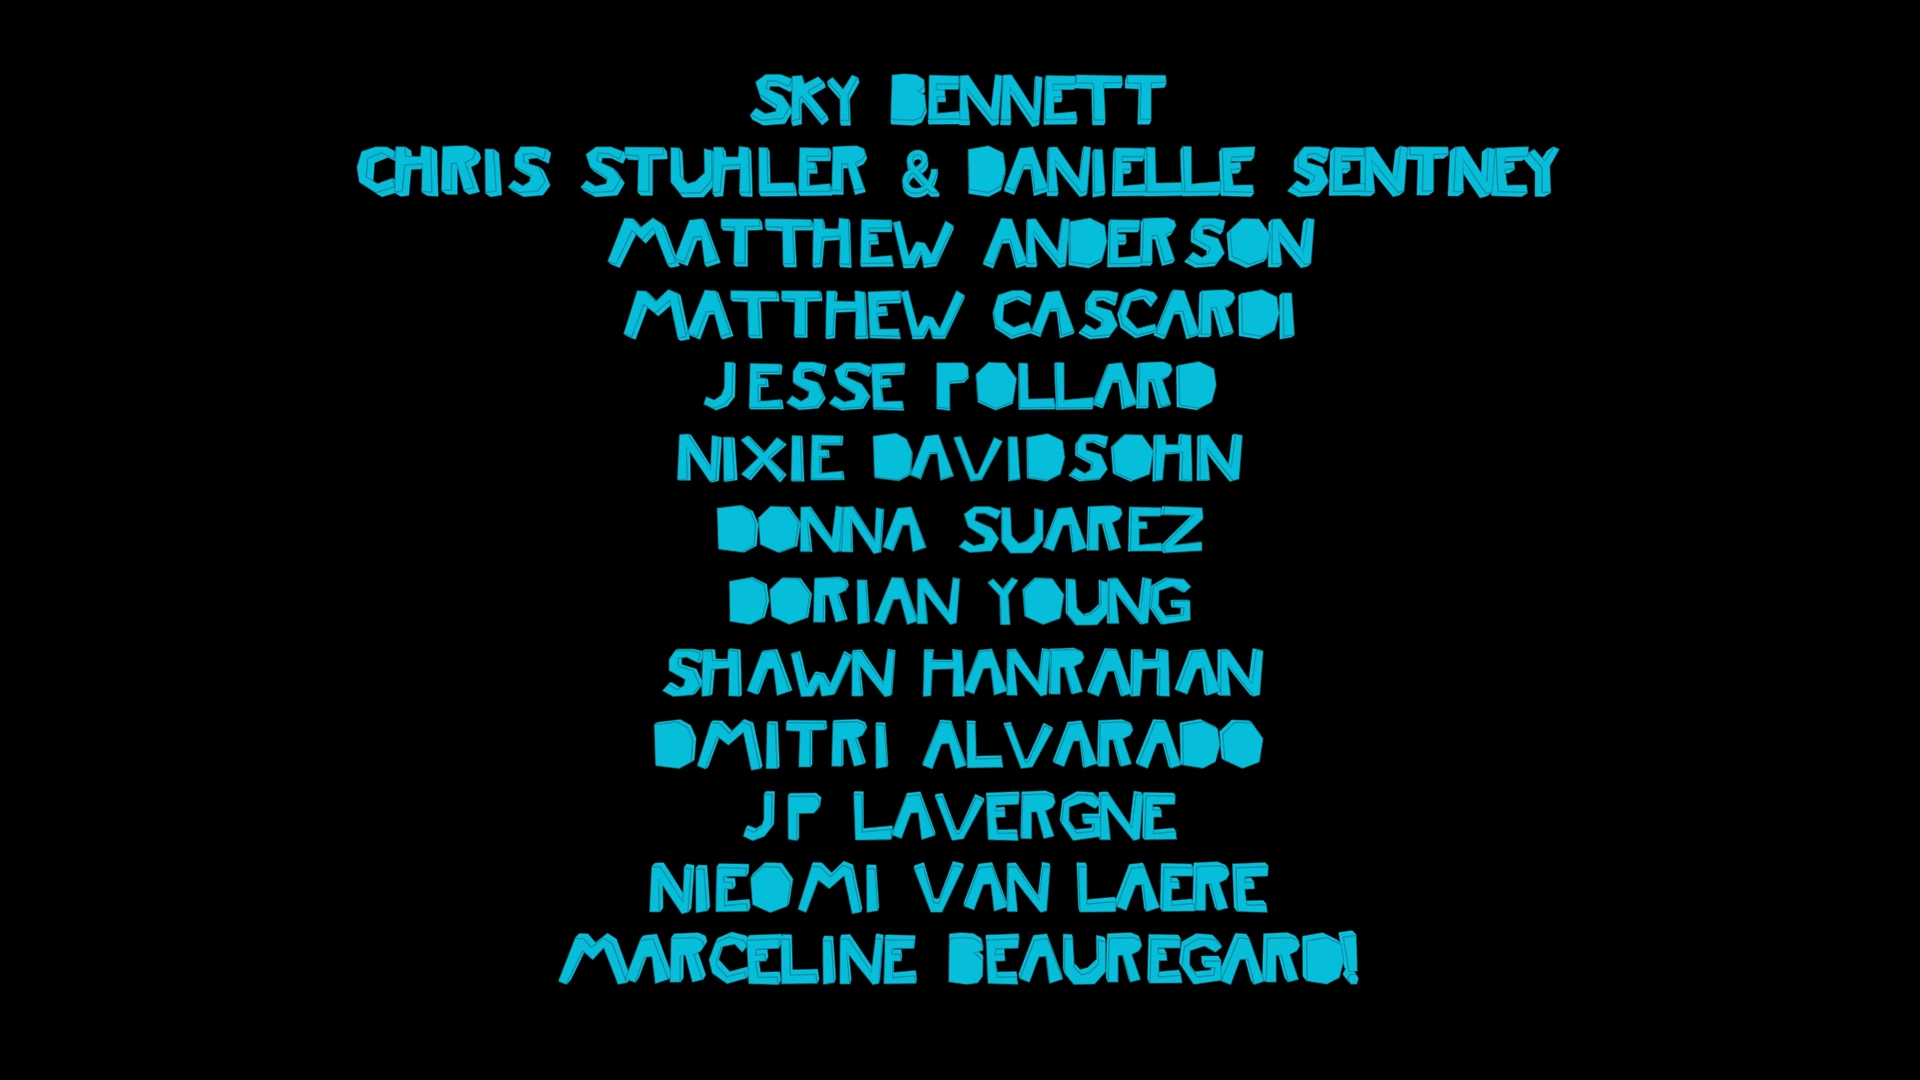 SKY BENNETT
CHRIS STUHLER & DANIELLE SENTNEY
MATTHEW ANDERSON
MATTHEW CASCARDI
JESSE POLLARD
NIXIE DAVIDSOHN
DONNA SUAREZ
DORIAN YOUNG
SHAWN HANRAHAN
DMITRI ALVARADO
JP LAVERGNE
NIEOMI VAN LAERE
MARCELINE BEAUREGARD!